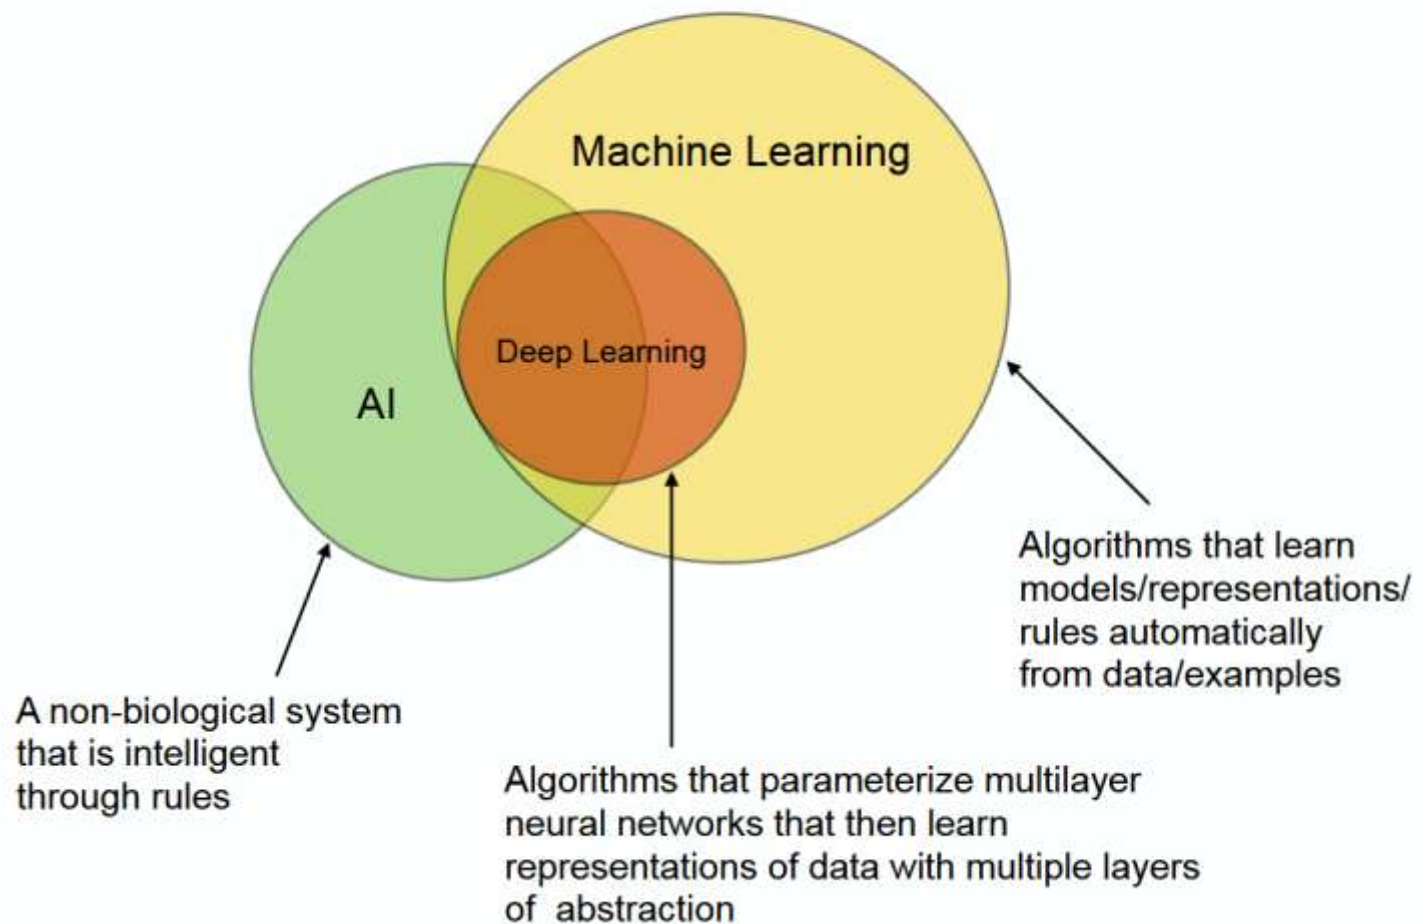 Machine Learning
Deep Learning
AI
Algorithms that learn
models/representations/
rules automatically
from data/examples
A non-biological system
that is intelligent
through rules
Algorithms that parameterize multilayer
neural networks that then learn
representations of data with multiple layers
of abstraction